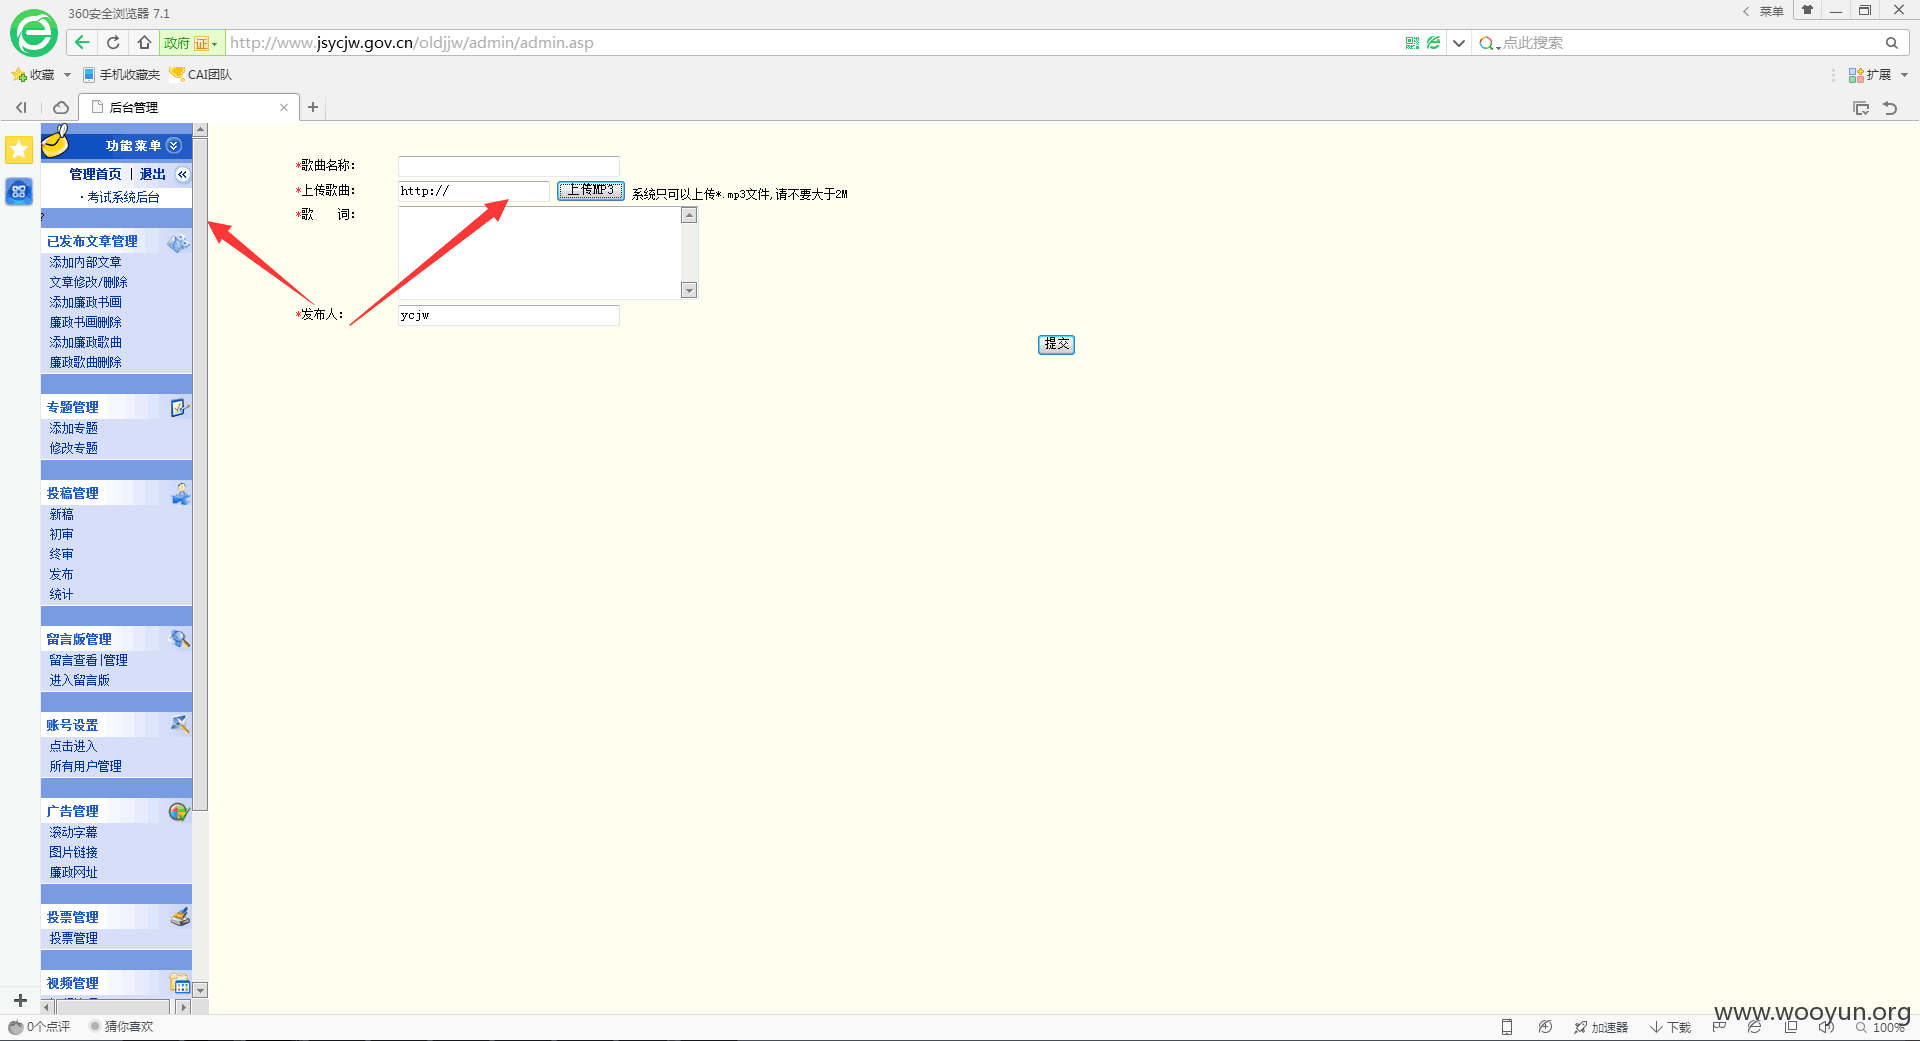 360安全浏览器 7.1
菜单
政府 证
http://www.jsycjw.gov.cn/oldjjw/admin/admin.asp
点此搜索
收藏 手机收藏夹 CAI团队
扩展
后台管理
功能菜单
管理首页 | 退出
·考试系统后台
?
已发布文章管理
添加内部文章
文章修改/删除
添加廉政书画
廉政书画删除
添加廉政歌曲
廉政歌曲删除
专题管理
添加专题
修改专题
投稿管理
新稿
初审
终审
发布
统计
留言版管理
留言查看|管理
进入留言版
账号设置
点击进入
所有用户管理
广告管理
滚动字幕
图片链接
廉政网址
投票管理
投票管理
视频管理
*歌曲名称:
*上传歌曲: http:// 上传MP3 系统只可以上传*.mp3文件,请不要大于2M
*歌 词:
*发布人: ycjw
提交
www.wooyun.org
0个点评 猜你喜欢
加速器 下载 100%